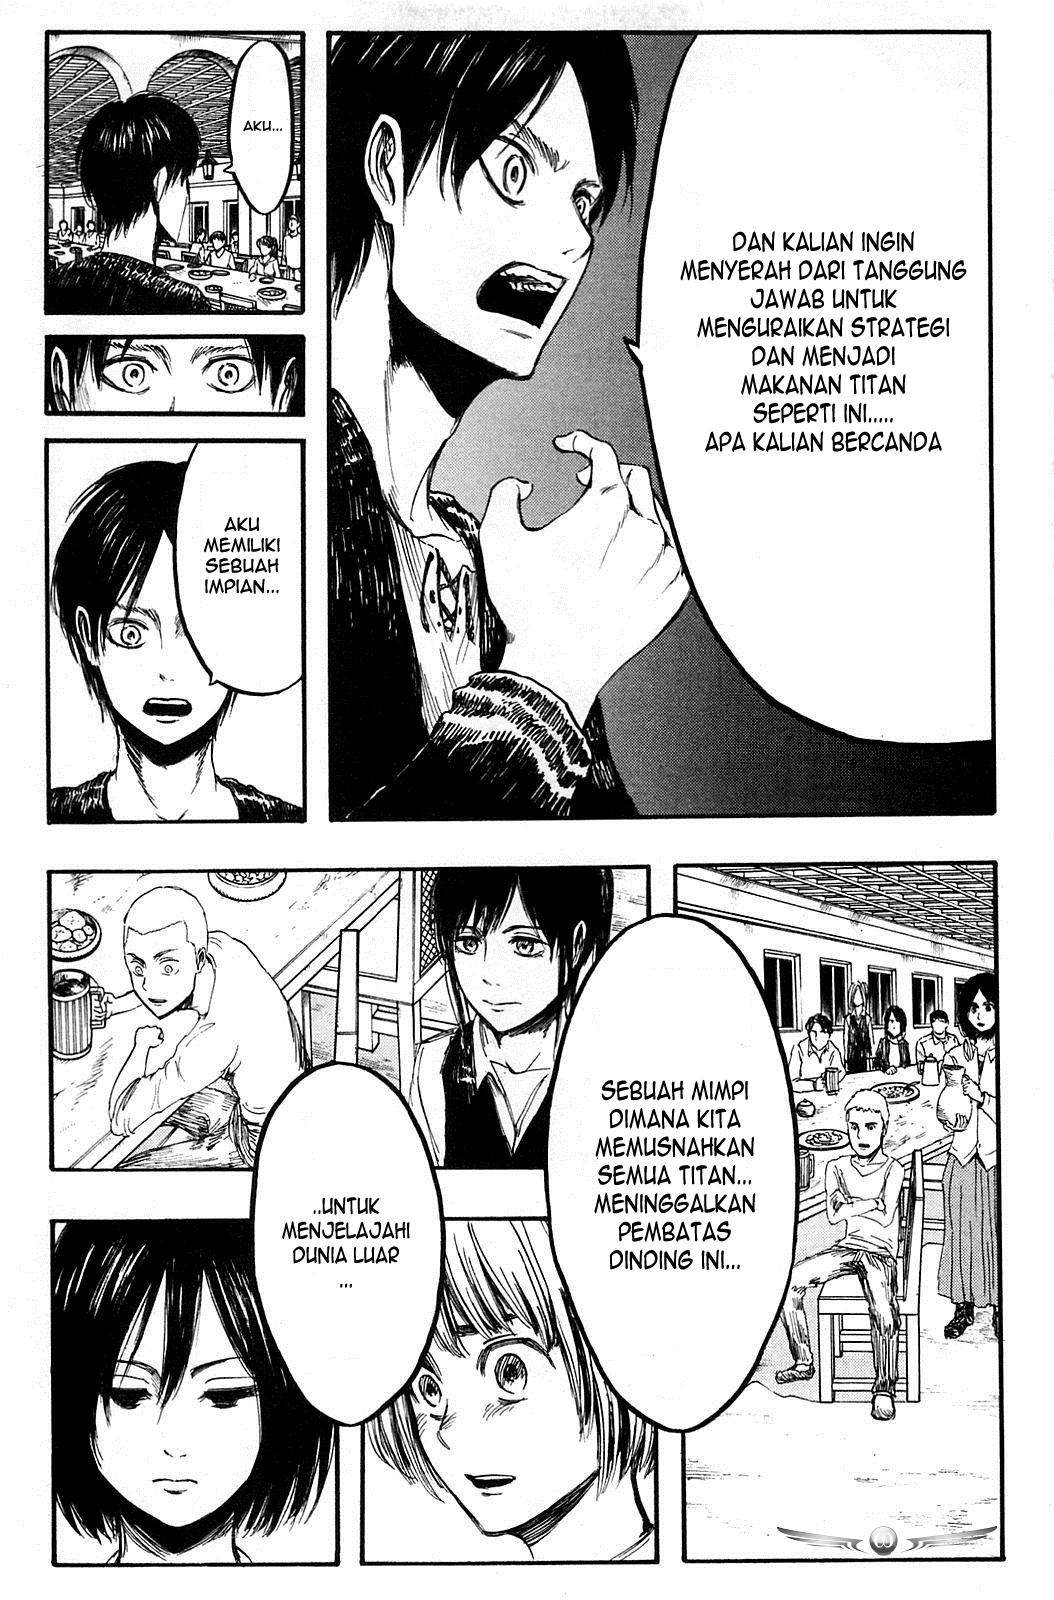 DAN KALIAN INGIN
MENYERAH DARI TANGGUNG
JAWAB UNTUK
MENGURAIKAN STRATEGI
DAN MENJADI
MAKANAN TITAN
SEPERTI INI.....
APA KALIAN BERCANDA
AKU...
AKU
MEMILIKI
SEBUAH
IMPIAN...
SEBUAH MIMPI
DIMANA KITA
MEMUSNAHKAN
SEMUA TITAN...
MENINGGALKAN
PEMBATAS
DINDING INI...
..UNTUK
MENJELAJAHI
DUNIA LUAR
...